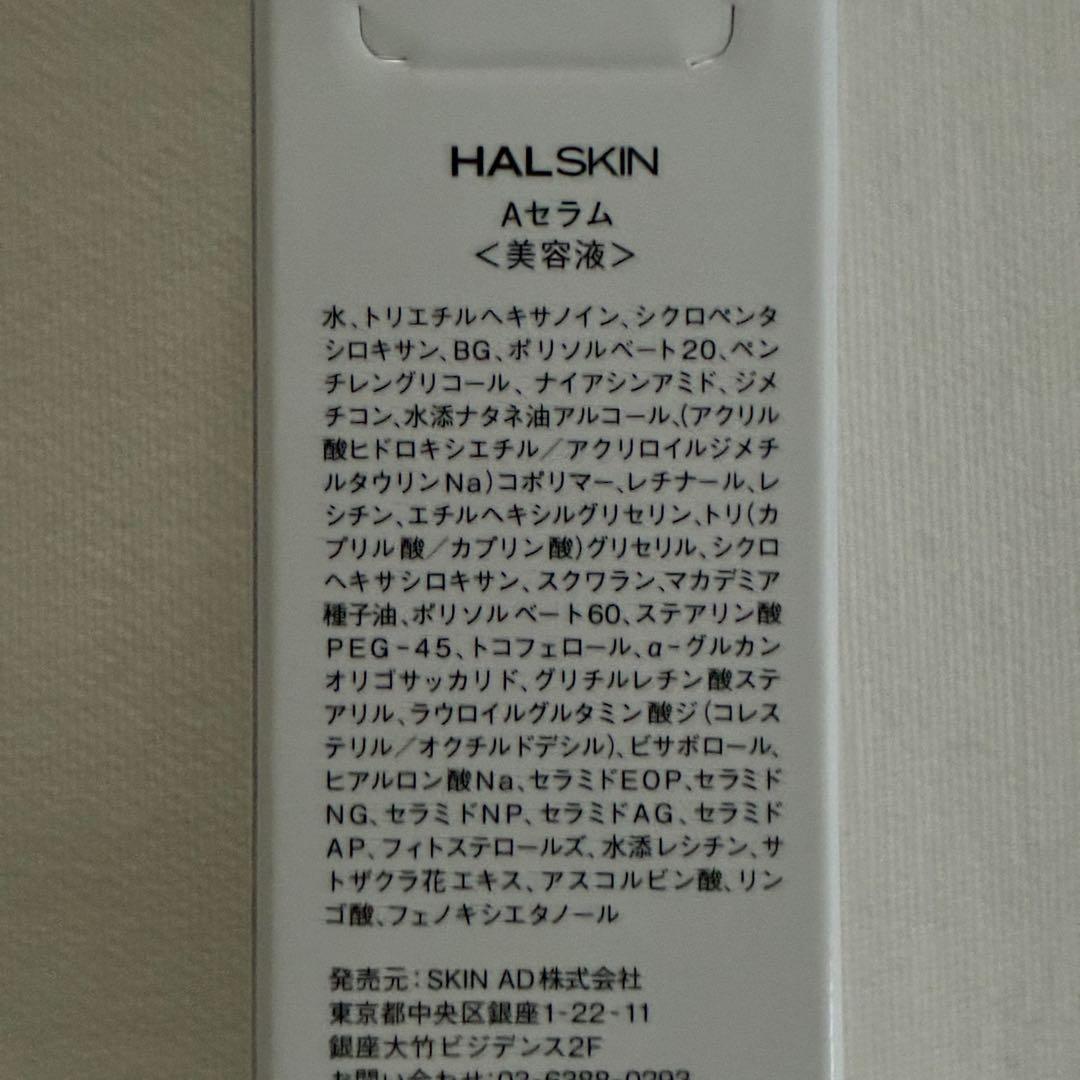 HALSKIN
Aセラム
＜美容液＞
水、トリエチルヘキサノイン、シクロペンタ
シロキサン、BG、ポリソルベート20、ペン
チレングリコール、ナイアシンアミド、ジメ
チコン、水添ナタネ油アルコール、(アクリル
酸ヒドロキシエチル／アクリロイルジメチ
ルタウリンNa)コポリマー、レチナール、レ
シチン、エチルヘキシルグリセリン、トリ(カ
プリル酸／カプリン酸)グリセリル、シクロ
ヘキサシロキサン、スクワラン、マカデミア
種子油、ポリソルベート60、ステアリン酸
PEG-45、トコフェロール、α-グルカン
オリゴサッカリド、グリチルレチン酸ステ
アリル、ラウロイルグルタミン酸ジ(コレス
テリル／オクチルドデシル)、ビサボロール、
ヒアルロン酸Na、セラミドEOP、セラミド
NG、セラミドNP、セラミドAG、セラミド
AP、フィトステロールズ、水添レシチン、サ
トザクラ花エキス、アスコルビン酸、リン
ゴ酸、フェノキシエタノール
発売元：SKIN AD株式会社
東京都中央区銀座1-22-11
銀座大竹ビジデンス2F
お問い合わせ：03-6388-0293